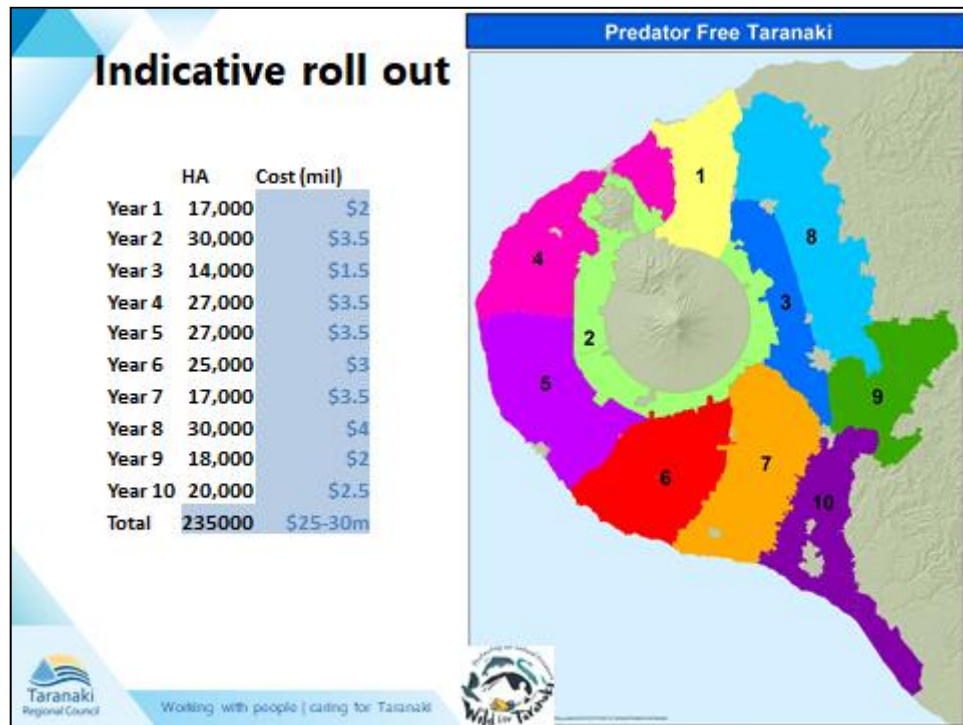 Predator Free Taranaki
Indicative roll out
HA Cost (mil)
Year 1 17,000 $2
Year 2 30,000 $3.5
Year 3 14,000 $1.5
Year 4 27,000 $3.5
Year 5 27,000 $3.5
Year 6 25,000 $3
Year 7 17,000 $3.5
Year 8 30,000 $4
Year 9 18,000 $2
Year 10 20,000 $2.5
Total 235000 $25-30m
1
8
4
3
2
5
9
6
7
10
Taranaki
Regional Council
Working with people | caring for Taranaki
Wild for Taranaki